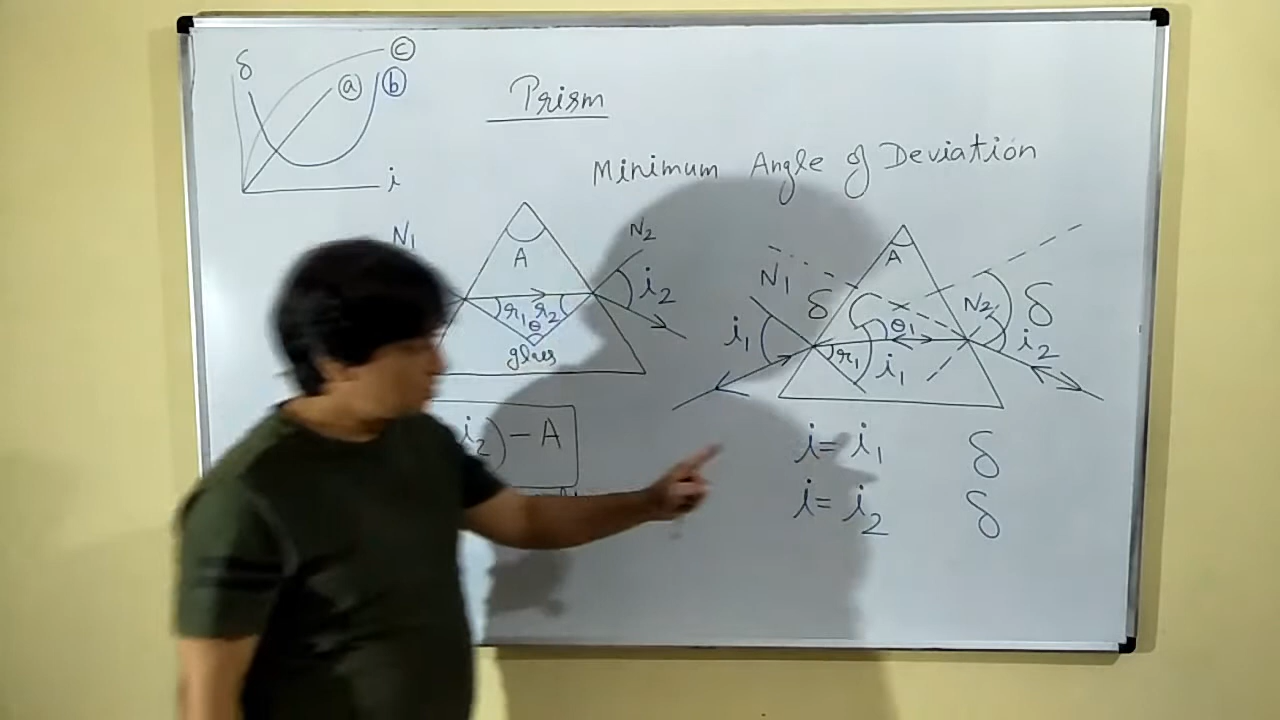 δ
c
a
b
i
Prism
Minimum Angle of Deviation
N1
A
N2
r1
r2
θ
i2
glass
i2) - A
A
N1
δ
N2
δ
i1
θ1
i2
r1
i1
i = i1 δ
i = i2 δ